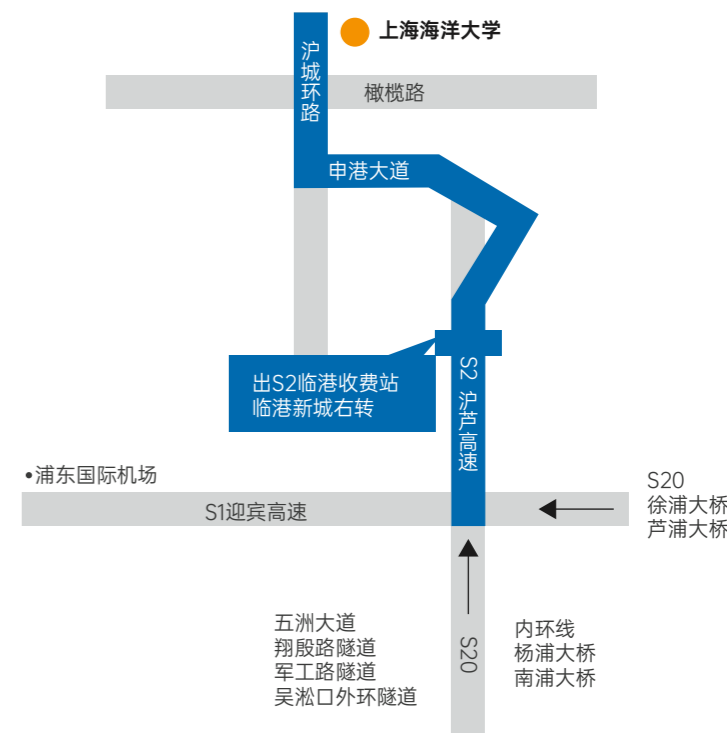 上海海洋大学
沪城环路
橄榄路
申港大道
出S2临港收费站
临港新城右转
S2 沪芦高速
•浦东国际机场
S1迎宾高速
S20
徐浦大桥
芦浦大桥
五洲大道
翔殷路隧道
军工路隧道
吴淞口外环隧道
S20
内环线
杨浦大桥
南浦大桥